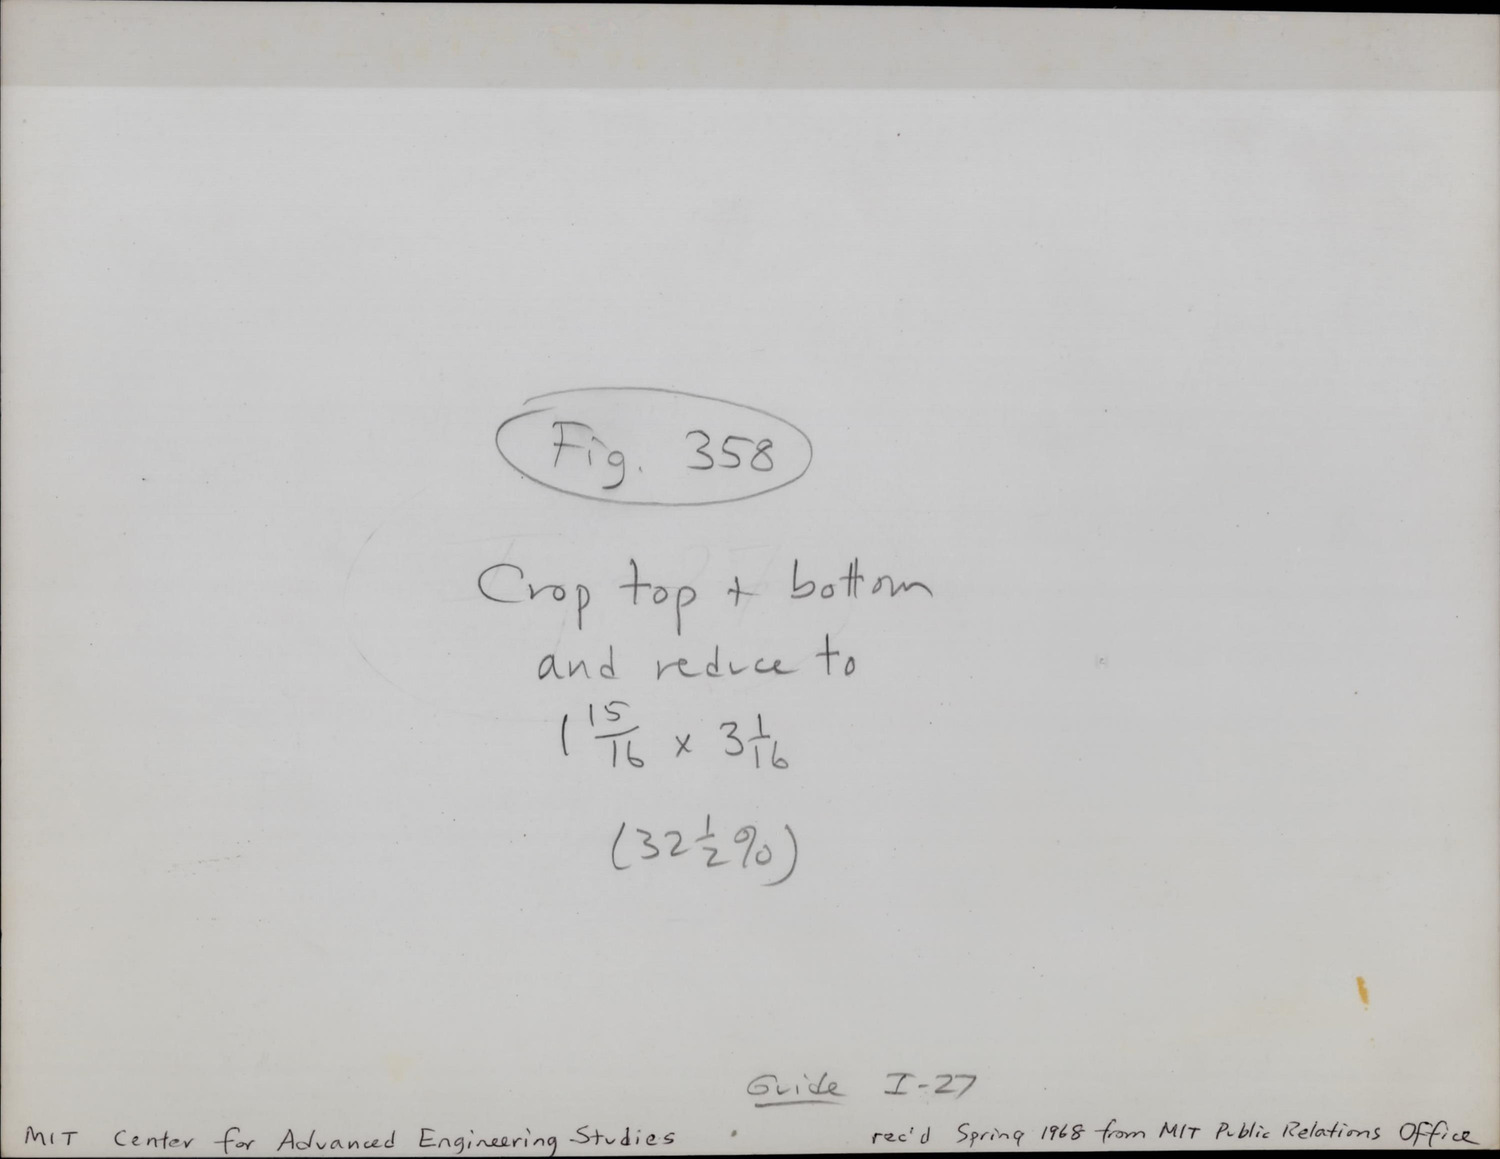 Fig. 358
Crop top + bottom
and reduce to
1 15/16 x 3 1/16
(32 1/2 %)
Guide I-27
MIT Center for Advanced Engineering Studies rec'd Spring 1968 from MIT Public Relations Office